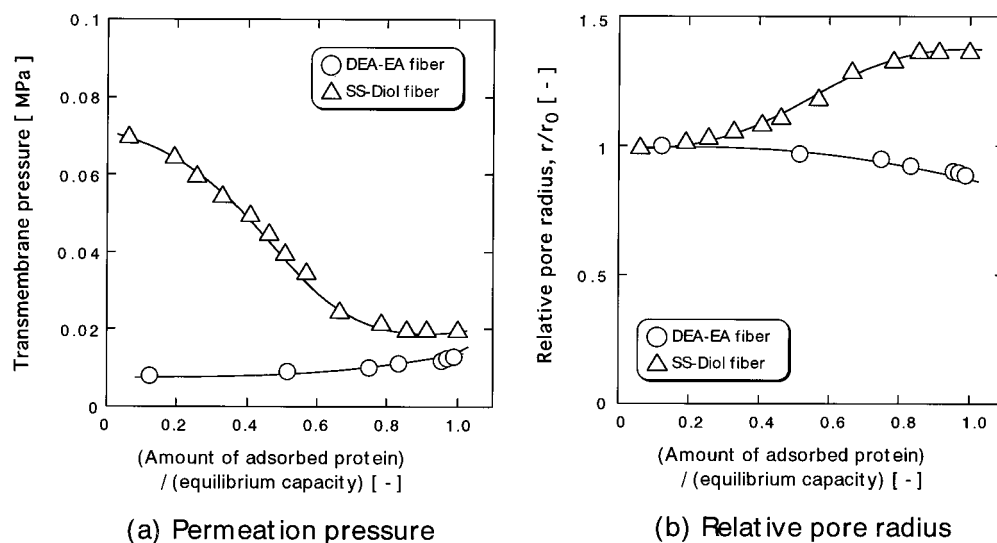 Transmembrane pressure [ MPa]
0.1
0.08
0.06
0.04
0.02
0
DEA-EA fiber
SS-Diol fiber
0 0.2 0.4 0.6 0.8 1.0
(Amount of adsorbed protein)
/ (equilibrium capacity) [ - ]
(a) Permeation pressure
Relative pore radius, r/r0 [ - ]
1.5
1
0.5
0
DEA-EA fiber
SS-Diol fiber
0 0.2 0.4 0.6 0.8 1.0
(Amount of adsorbed protein)
/ (equilibrium capacity) [ - ]
(b) Relative pore radius